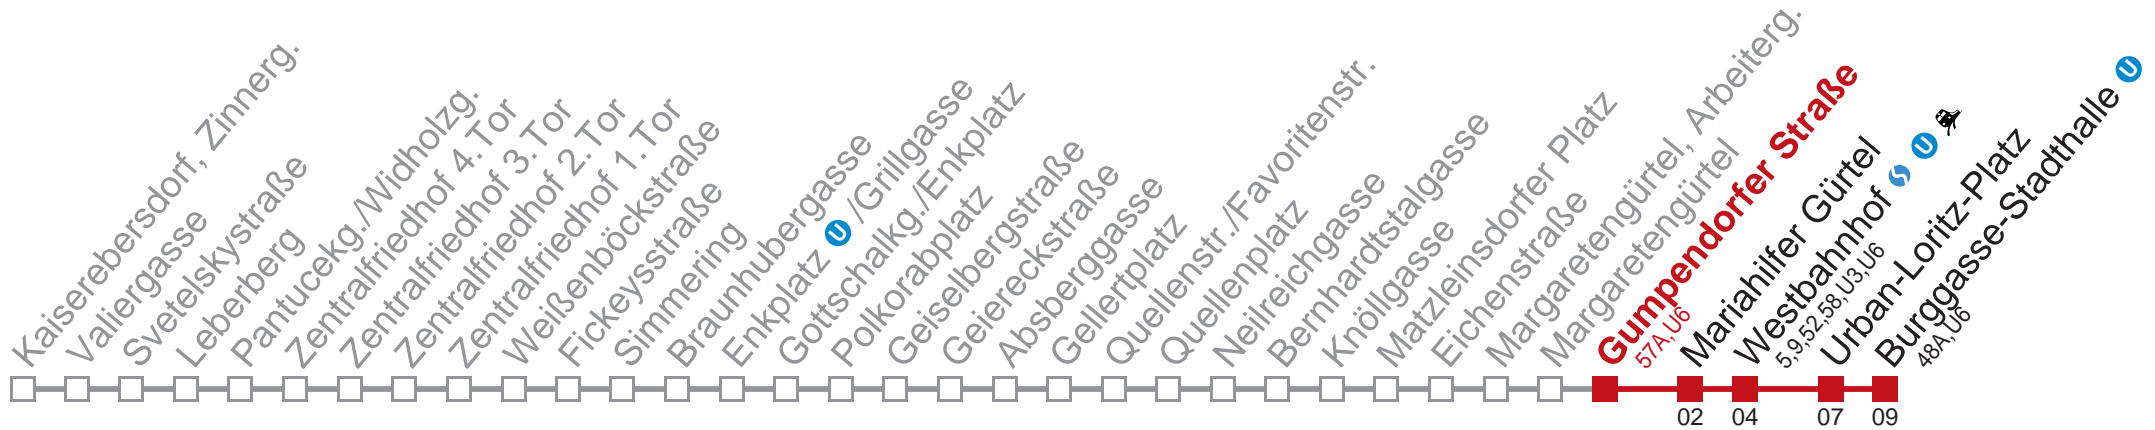 Kaiserebersdorf, Zinnerg.
Valiergasse
Svetelskystraße
Leberberg
Pantucekg./Widholzg.
Zentralfriedhof 4. Tor
Zentralfriedhof 3. Tor
Zentralfriedhof 2. Tor
Zentralfriedhof 1. Tor
Weißenböckstraße
Fickeysstraße
Simmering
Braunhubergasse
Enkplatz U /Grillgasse
Gottschalkg./Enkplatz
Polkorabplatz
Geiselbergstraße
Geiereckstraße
Absberggasse
Gellertplatz
Quellenstr./Favoritenstr.
Quellenplatz
Neilreichgasse
Bernhardtstalgasse
Knöllgasse
Matzleinsdorfer Platz
Eichenstraße
Margaretengürtel, Arbeiterg.
Margaretengürtel
Gumpendorfer Straße
57A,U6
Mariahilfer Gürtel
Westbahnhof S U
5,9,52,58,U3,U6
Urban-Loritz-Platz
Burggasse-Stadthalle U
48A,U6
02 04 07 09